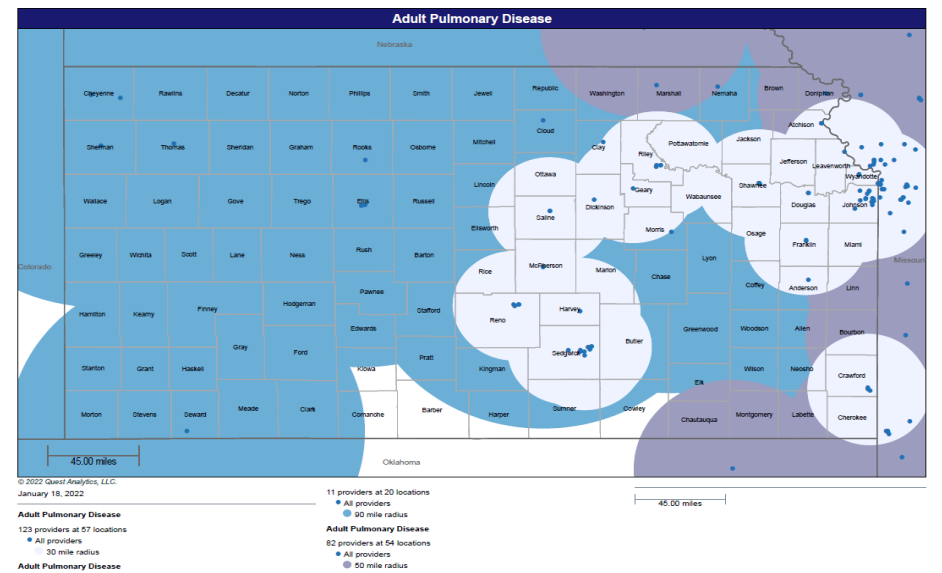 Adult Pulmonary Disease
Nebraska
Cheyenne Rawlins Decatur Norton Phillips Smith Jewell Republic Washington Marshall Nemaha Brown Doniphan
Atchison
Sherman Thomas Sheridan Graham Rooks Osborne Mitchell Cloud Clay Riley Pottawatomie Jackson Jefferson Leavenworth
Wyandotte
Wallace Logan Gove Trego Ellis Russell Lincoln Ottawa Saline Dickinson Geary Wabaunsee Shawnee Douglas Johnson
Ellsworth Morris Osage Franklin Miami
Greeley Wichita Scott Lane Ness Rush Barton Rice McPherson Marion Chase Lyon Coffey Anderson Linn
Colorado
Missouri
Hamilton Kearny Finney Hodgeman Pawnee Stafford Reno Harvey
Edwards Greenwood Woodson Allen Bourbon
Gray Ford Sedgwick Butler
Stanton Grant Haskell Kiowa Pratt Kingman Elk Wilson Neosho Crawford
Morton Stevens Seward Meade Clark Comanche Barber Harper Sumner Cowley Chautauqua Montgomery Labette Cherokee
45.00 miles
Oklahoma
© 2022 Quest Analytics, LLC.
January 18, 2022
Adult Pulmonary Disease
123 providers at 57 locations
All providers
30 mile radius
Adult Pulmonary Disease
11 providers at 20 locations
All providers
90 mile radius
Adult Pulmonary Disease
82 providers at 54 locations
All providers
50 mile radius
45.00 miles